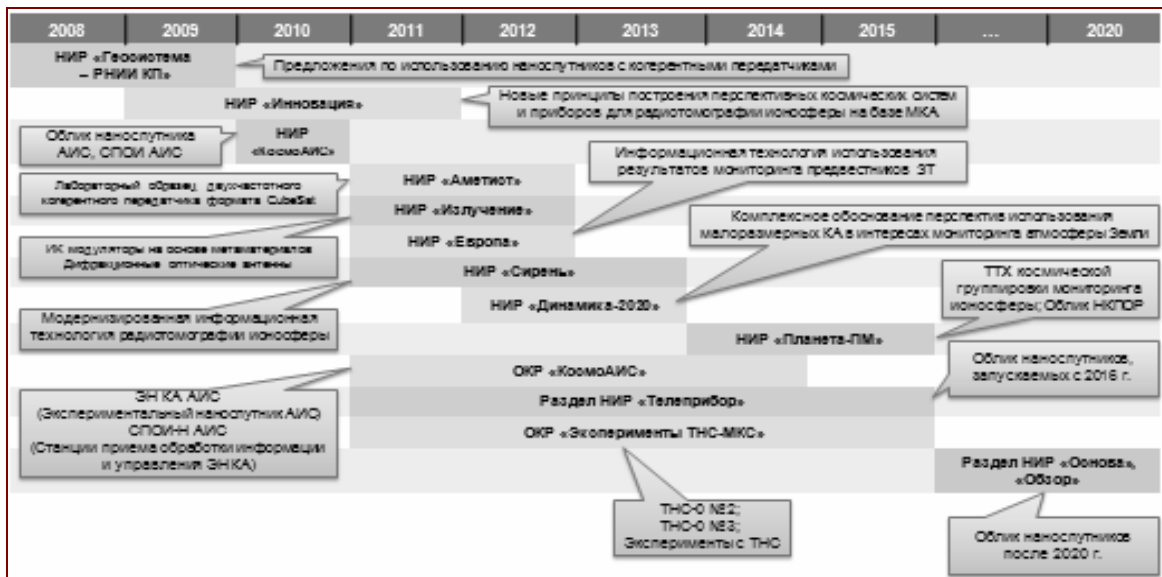 2008 2009 2010 2011 2012 2013 2014 2015 ... 2020
НИР «Геосистема
– РНИИ КП»
Предложения по использованию наноспутников с когерентными передатчиками
НИР «Инновация»
Новые принципы построения перспективных космических систем
и приборов для радиотомографии ионосферы на базе МКА
Облик наноспутника
АИС, СПОИ АИС
НИР
«КосмоАИС»
Информационная технология использования
результатов мониторинга предвестников ЗТ
Лабораторный образец двухчастотного
когерентного передатчика формата CubeSat
НИР «Аметист»
НИР «Излучение»
Комплексное обоснование перспектив использования
малоразмерных КА в интересах мониторинга атмосферы Земли
ИК модуляторы на основе метаматериалов
Дифракционные оптические антенны
НИР «Европа»
НИР «Сирень»
ТТХ космической
группировки мониторинга
ионосферы; Облик НКПОР
НИР «Динамика-2020»
Модернизированная информационная
технология радиотомографии ионосферы
НИР «Планета-ПМ»
ОКР «КосмоАИС»
Облик наноспутников,
запускаемых с 2016 г.
ЭН КА АИС
(Экспериментальный наноспутник АИС)
СПОИ-Н АИС
(Станции приема обработки информации
и управления ЭН КА)
Раздел НИР «Телеприбор»
ОКР «Эксперименты ТНС-МКС»
Раздел НИР «Основа»,
«Обзор»
ТНС-0 №2;
ТНС-0 №3;
Эксперименты с ТНС
Облик наноспутников
после 2020 г.